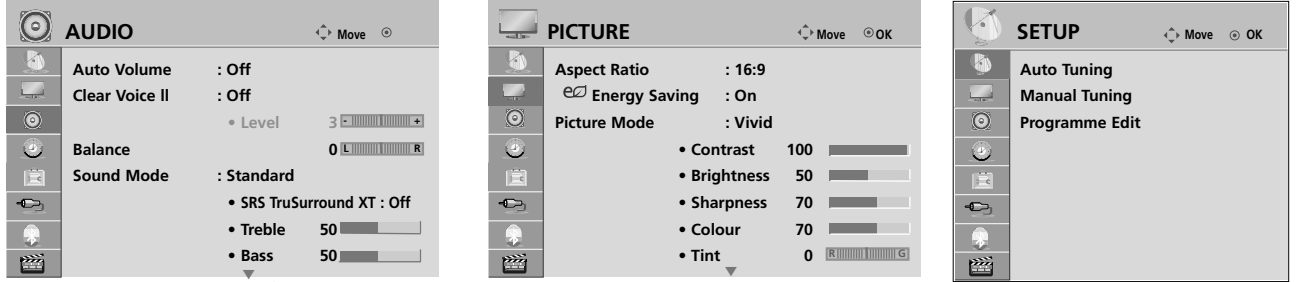 AUDIO
Move
Auto Volume : Off
Clear Voice II : Off
• Level 3 - +
Balance 0 L R
Sound Mode : Standard
• SRS TruSurround XT : Off
• Treble 50
• Bass 50
PICTURE
Move OK
Aspect Ratio : 16:9
Energy Saving : On
Picture Mode : Vivid
• Contrast 100
• Brightness 50
• Sharpness 70
• Colour 70
• Tint 0 R G
SETUP
Move OK
Auto Tuning
Manual Tuning
Programme Edit